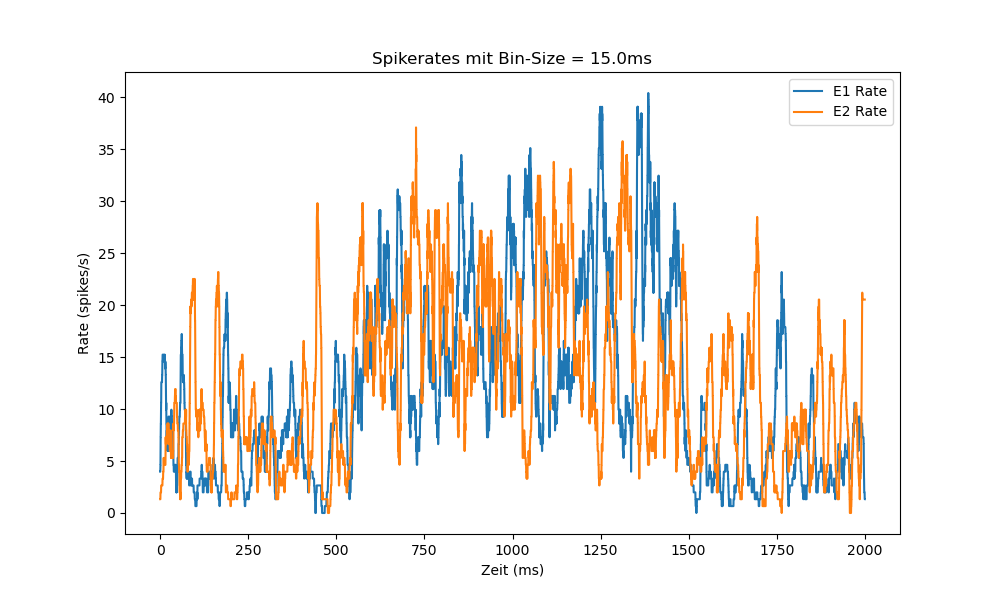 Spikerates mit Bin-Size = 15.0ms
E1 Rate
E2 Rate
Rate (spikes/s)
40
35
30
25
20
15
10
5
0
0 250 500 750 1000 1250 1500 1750 2000
Zeit (ms)